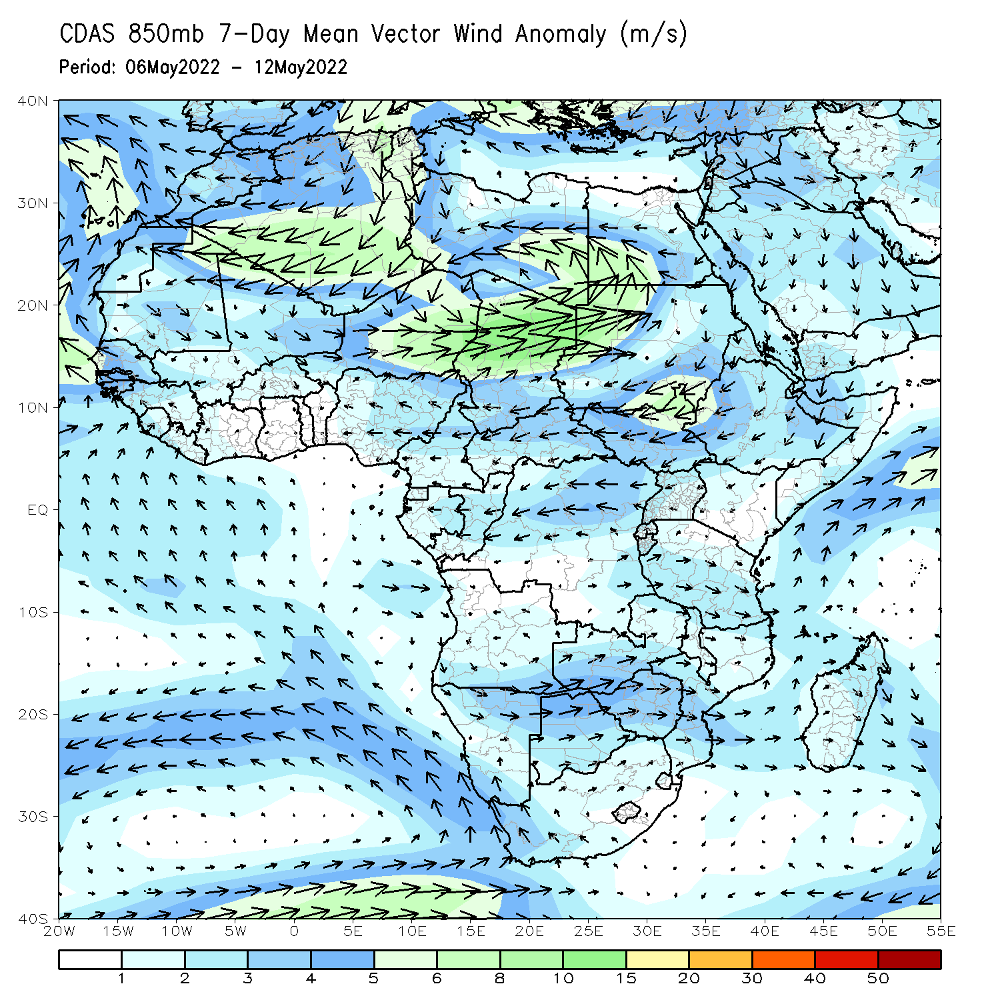 CDAS 850mb 7-Day Mean Vector Wind Anomaly (m/s)
Period: 06May2022 - 12May2022
40N
30N
20N
10N
EQ
10S
20S
30S
40S
20W 15W 10W 5W 0 5E 10E 15E 20E 25E 30E 35E 40E 45E 50E 55E
1 2 3 4 5 6 8 10 15 20 30 40 50